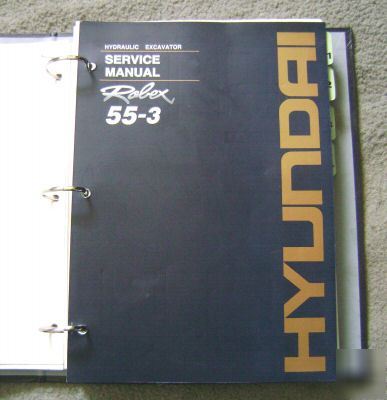 HYDRAULIC EXCAVATOR
SERVICE
MANUAL
Robex
55-3
HYUNDAI